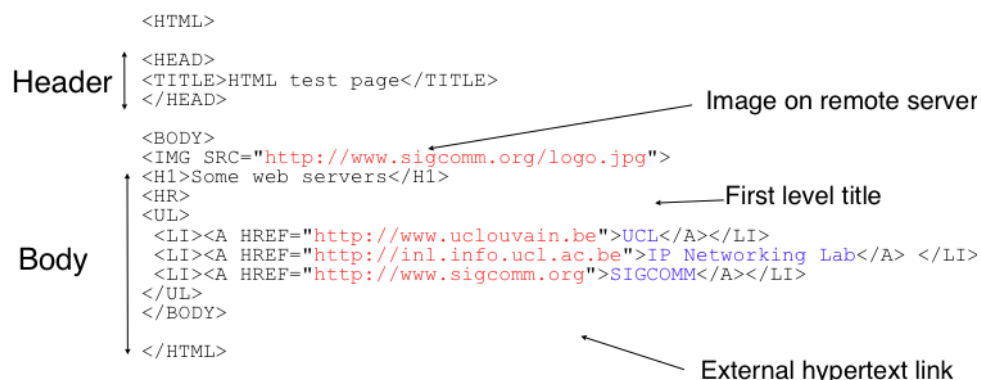 <HTML>
<HEAD>
Header
<TITLE>HTML test page</TITLE>
</HEAD>
Image on remote server
<BODY>
<IMG SRC="http://www.sigcomm.org/logo.jpg">
<H1>Some web servers</H1>
<HR>
First level title
<UL>
<LI><A HREF="http://www.uclouvain.be">UCL</A></LI>
Body
<LI><A HREF="http://inl.info.ucl.ac.be">IP Networking Lab</A> </LI>
<LI><A HREF="http://www.sigcomm.org">SIGCOMM</A></LI>
</UL>
</BODY>
</HTML>
External hypertext link